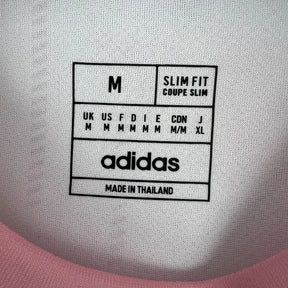 M
SLIM FIT
COUPE SLIM
UK US F D I E CDN J
M M M M M M M/M XL
adidas
MADE IN THAILAND